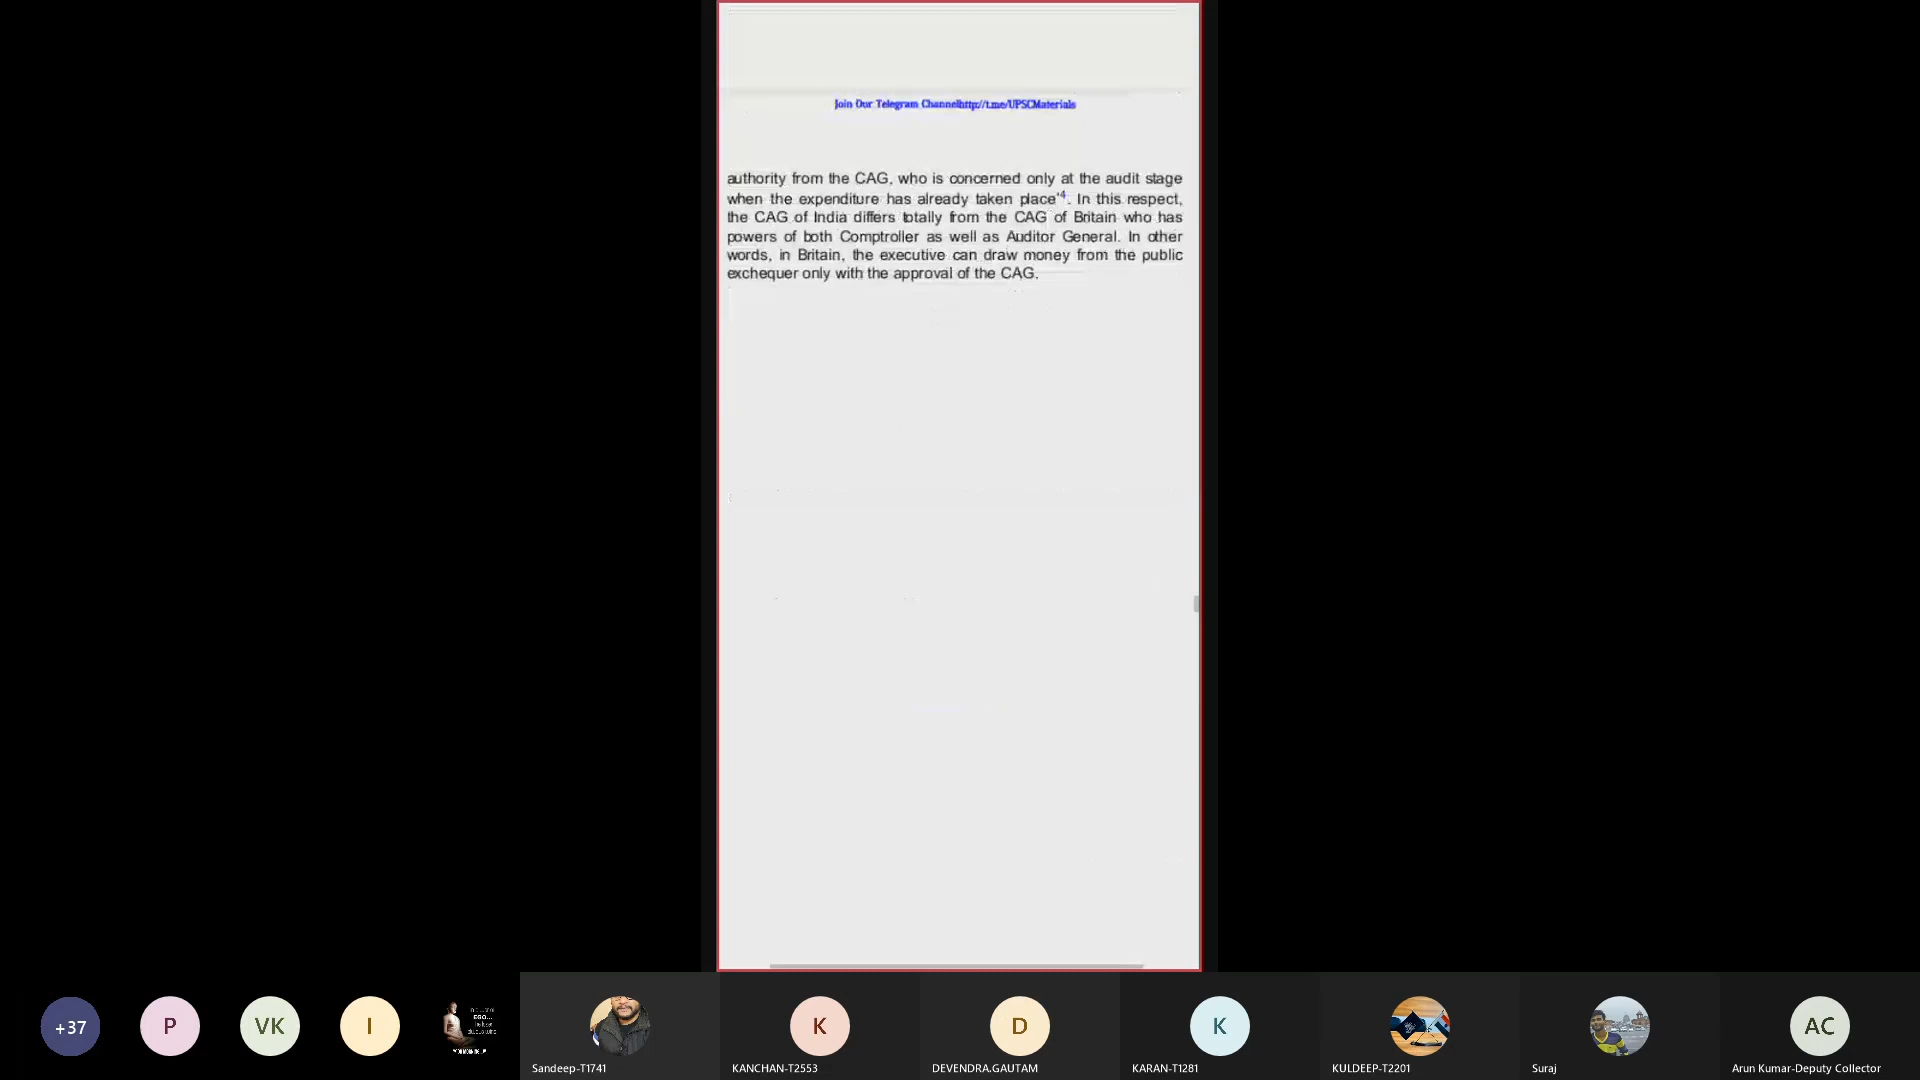 Join Our Telegram Channelhttp://t.me/UPSCMaterials
authority from the CAG, who is concerned only at the audit stage
when the expenditure has already taken place'4. In this respect,
the CAG of India differs totally from the CAG of Britain who has
powers of both Comptroller as well as Auditor General. In other
words, in Britain, the executive can draw money from the public
exchequer only with the approval of the CAG.
+37
P
VK
I
EGO...
K
D
K
AC
Sandeep-T1741
KANCHAN-T2553
DEVENDRA.GAUTAM
KARAN-T1281
KULDEEP-T2201
Suraj
Arun Kumar-Deputy Collector